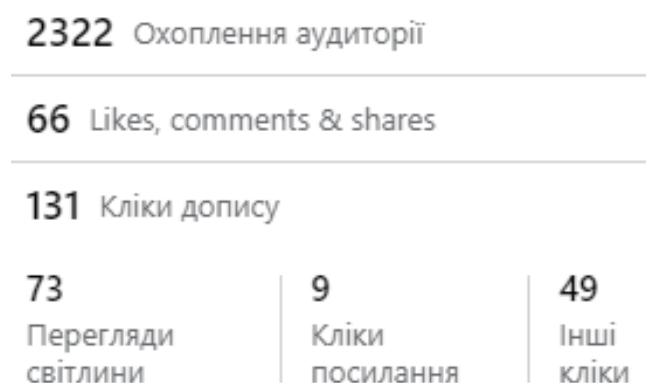 2322 Охоплення аудиторії
66 Likes, comments & shares
131 Кліки допису
73 9 49
Перегляди Кліки Інші
світлини посилання кліки